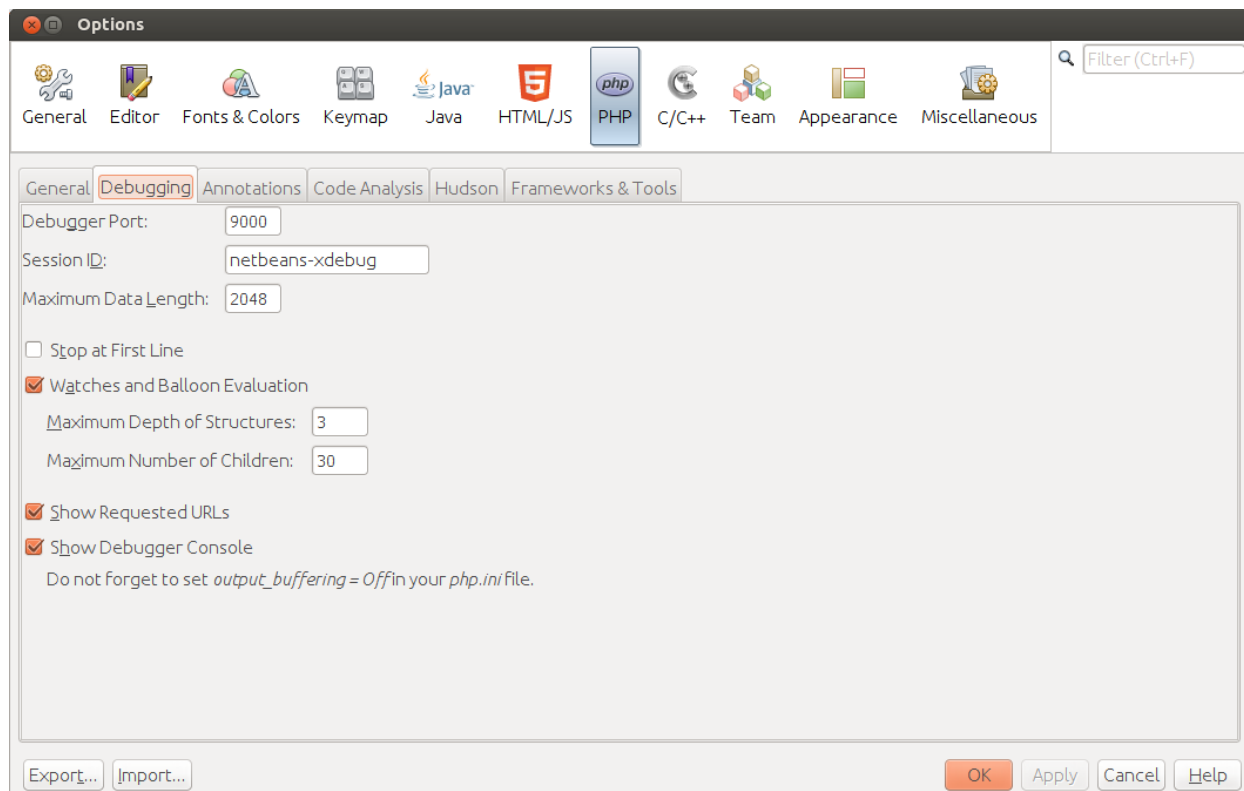 Options
Filter (Ctrl+F)
General Editor Fonts & Colors Keymap Java Java HTML/JS php PHP C/C++ Team Appearance Miscellaneous
General Debugging Annotations Code Analysis Hudson Frameworks & Tools
Debugger Port: 9000
Session ID: netbeans-xdebug
Maximum Data Length: 2048
Stop at First Line
Watches and Balloon Evaluation
Maximum Depth of Structures: 3
Maximum Number of Children: 30
Show Requested URLs
Show Debugger Console
Do not forget to set output_buffering = Off in your php.ini file.
Export... Import... OK Apply Cancel Help